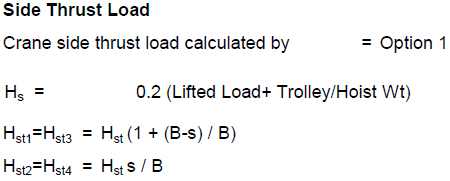 Side Thrust Load
Crane side thrust load calculated by = Option 1
Hs = 0.2 (Lifted Load+ Trolley/Hoist Wt)
Hst1=Hst3 = Hst (1 + (B-s) / B)
Hst2=Hst4 = Hst s / B